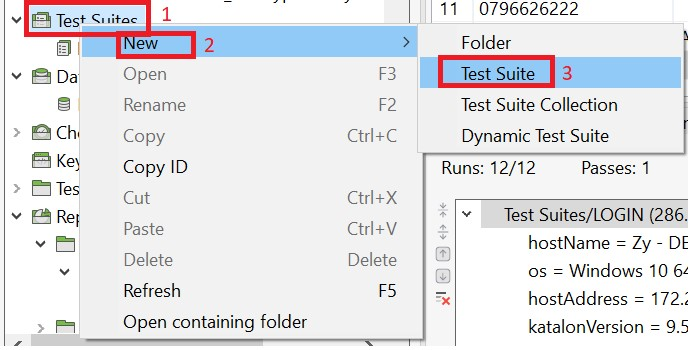 11 0796626222
Test Suites 1
New 2
Open F3
Rename F2
Copy Ctrl+C
Copy ID
Cut Ctrl+X
Paste Ctrl+V
Delete Delete
Refresh F5
Open containing folder
Folder
Test Suite 3
Test Suite Collection
Dynamic Test Suite
Dat
Che
Key
Tes
Rep
Runs: 12/12 Passes: 1
Test Suites/LOGIN (286.
hostName = Zy - DE
os = Windows 10 64
hostAddress = 172.2
katalonVersion = 9.5